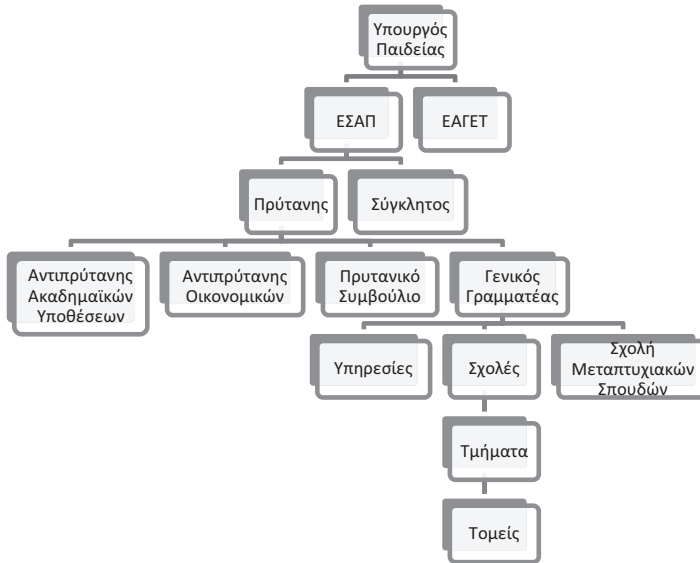 Υπουργός
Παιδείας
ΕΣΑΠ
ΕΑΓΕΤ
Πρύτανης
Σύγκλητος
Αντιπρύτανης
Ακαδημαϊκών
Υποθέσεων
Αντιπρύτανης
Οικονομικών
Πρυτανικό
Συμβούλιο
Γενικός
Γραμματέας
Υπηρεσίες
Σχολές
Σχολή
Μεταπτυχιακών
Σπουδών
Τμήματα
Τομείς